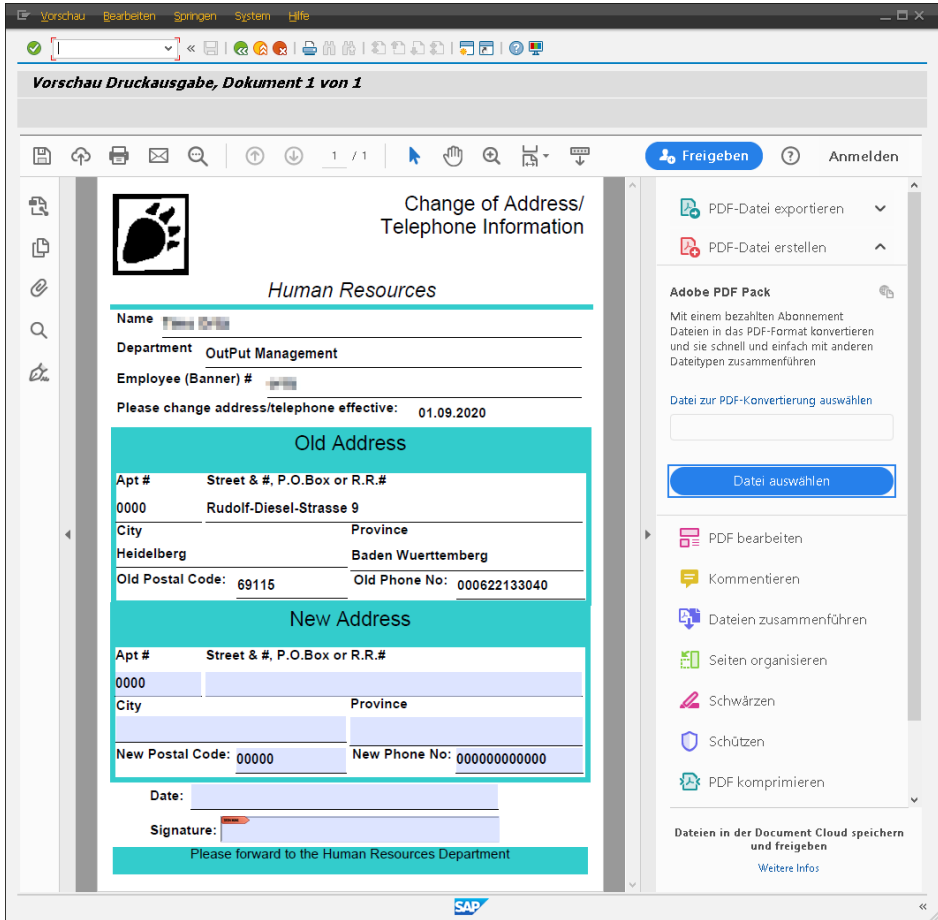 Vorschau Bearbeiten Springen System Hilfe
Vorschau Druckausgabe, Dokument 1 von 1
1 / 1
Freigeben
Anmelden
Change of Address/
Telephone Information
Human Resources
Name
Department OutPut Management
Employee (Banner) #
Please change address/telephone effective: 01.09.2020
Old Address
Apt # Street & #, P.O.Box or R.R.#
0000 Rudolf-Diesel-Strasse 9
City Province
Heidelberg Baden Wuerttemberg
Old Postal Code: 69115 Old Phone No: 000622133040
New Address
Apt # Street & #, P.O.Box or R.R.#
0000
City Province
New Postal Code: 00000 New Phone No: 000000000000
Date:
Signature:
Please forward to the Human Resources Department
PDF-Datei exportieren
PDF-Datei erstellen
Adobe PDF Pack
Mit einem bezahlten Abonnement
Dateien in das PDF-Format konvertieren
und sie schnell und einfach mit anderen
Dateitypen zusammenführen
Datei zur PDF-Konvertierung auswählen
Datei auswählen
PDF bearbeiten
Kommentieren
Dateien zusammenführen
Seiten organisieren
Schwärzen
Schützen
PDF komprimieren
Dateien in der Document Cloud speichern
und freigeben
Weitere Infos
SAP